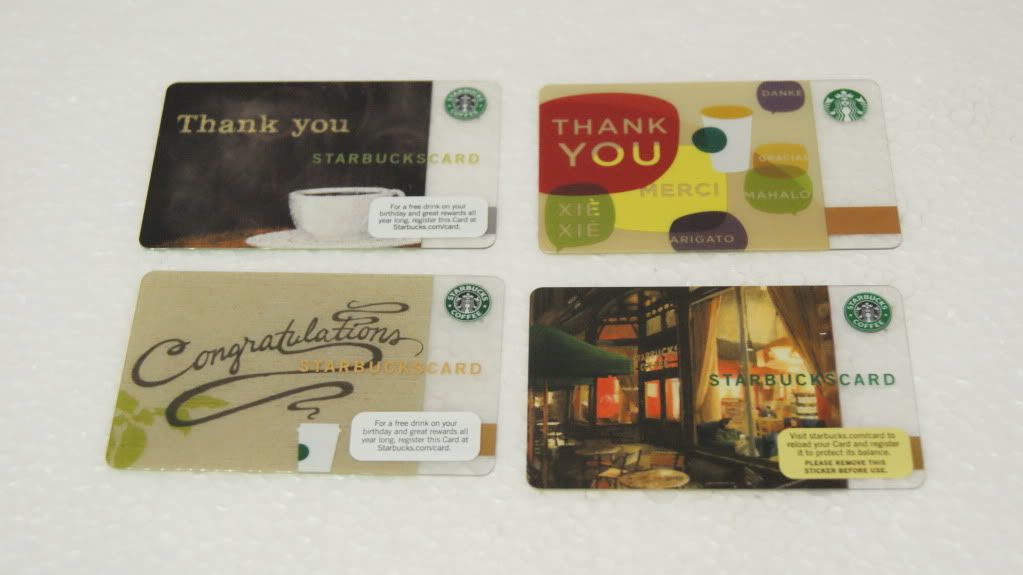 Thank you
STARBUCKS COFFEE
STARBUCKSCARD
For a free drink on your
birthday and great rewards all
year long, register this Card at
Starbucks.com/card.
THANK
YOU
DANKE
GRACIAS
MERCI
MAHALO
XIÈ
XIÈ
ARIGATO
Congratulations
STARBUCKS COFFEE
STARBUCKSCARD
For a free drink on your
birthday and great rewards all
year long, register this Card at
Starbucks.com/card.
STARBUCKS COFFEE
STARBUCKS
COFFEE
STARBUCKSCARD
Visit starbucks.com/card to
reload your Card and register
it to protect its balance.
PLEASE REMOVE THIS
STICKER BEFORE USE.